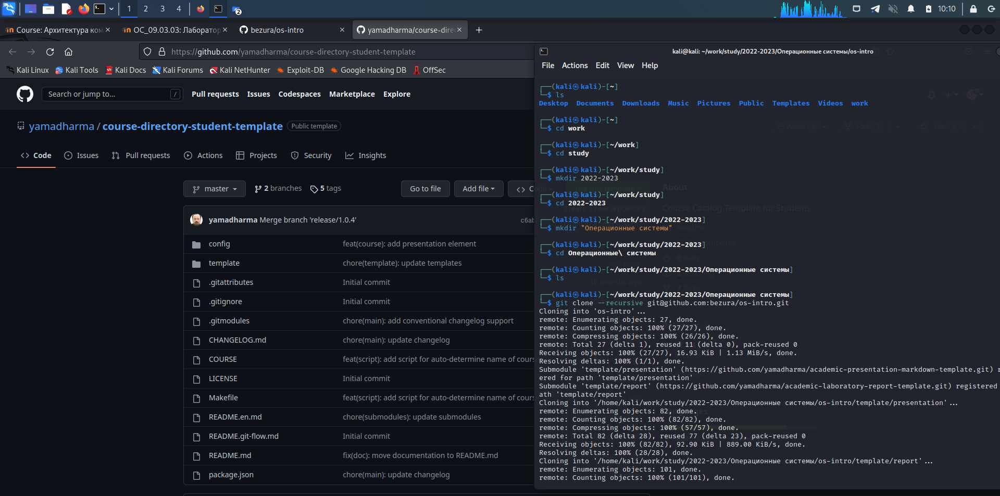 1 2 3 4 2 10:10
Course: Архитектура ком
ОС_09.03.03: Лаборатор
bezura/os-intro
yamadharma/course-dire
https://github.com/yamadharma/course-directory-student-template
Kali Linux Kali Tools Kali Docs Kali Forums Kali NetHunter Exploit-DB Google Hacking DB OffSec
Search or jump to... /
Pull requests Issues Codespaces Marketplace Explore
yamadharma / course-directory-student-template Public template
Code Issues Pull requests Actions Projects Security Insights
master 2 branches 5 tags Go to file Add file
yamadharma Merge branch 'release/1.0.4' c6ab
config feat(course): add presentation element
template chore(template): update templates
.gitattributes Initial commit
.gitignore Initial commit
.gitmodules chore(main): add conventional changelog support
CHANGELOG.md chore(main): update changelog
COURSE feat(script): add script for auto-determine name of cours
LICENSE Initial commit
Makefile feat(script): add script for auto-determine name of cours
README.en.md chore(submodules): update submodules
README.git-flow.md Initial commit
README.md fix(doc): move documentation to README.md
package.json chore(main): update changelog
Watch 2 Fork 7 Star 0
About
Course Catalog Template for Students
kali@kali: ~/work/study/2022-2023/Операционные системы/os-intro
File Actions Edit View Help
┌──(kali㉿kali)-[~]
└─$ ls
Desktop Documents Downloads Music Pictures Public Templates Videos work
┌──(kali㉿kali)-[~]
└─$ cd work
┌──(kali㉿kali)-[~/work]
└─$ cd study
┌──(kali㉿kali)-[~/work/study]
└─$ mkdir 2022-2023
┌──(kali㉿kali)-[~/work/study]
└─$ cd 2022-2023
┌──(kali㉿kali)-[~/work/study/2022-2023]
└─$ mkdir "Операционные системы"
┌──(kali㉿kali)-[~/work/study/2022-2023]
└─$ cd Операционные\ системы
┌──(kali㉿kali)-[~/work/study/2022-2023/Операционные системы]
└─$ ls
┌──(kali㉿kali)-[~/work/study/2022-2023/Операционные системы]
└─$ git clone --recursive git@github.com:bezura/os-intro.git
Cloning into 'os-intro'...
remote: Enumerating objects: 27, done.
remote: Counting objects: 100% (27/27), done.
remote: Compressing objects: 100% (26/26), done.
remote: Total 27 (delta 1), reused 11 (delta 0), pack-reused 0
Receiving objects: 100% (27/27), 16.93 KiB | 1.13 MiB/s, done.
Resolving deltas: 100% (1/1), done.
Submodule 'template/presentation' (https://github.com/yamadharma/academic-presentation-markdown-template.git) r
ered for path 'template/presentation'
Submodule 'template/report' (https://github.com/yamadharma/academic-laboratory-report-template.git) registered
ath 'template/report'
Cloning into '/home/kali/work/study/2022-2023/Операционные системы/os-intro/template/presentation'...
remote: Enumerating objects: 82, done.
remote: Counting objects: 100% (82/82), done.
remote: Compressing objects: 100% (57/57), done.
remote: Total 82 (delta 28), reused 77 (delta 23), pack-reused 0
Receiving objects: 100% (82/82), 92.90 KiB | 889.00 KiB/s, done.
Resolving deltas: 100% (28/28), done.
Cloning into '/home/kali/work/study/2022-2023/Операционные системы/os-intro/template/report'...
remote: Enumerating objects: 101, done.
remote: Counting objects: 100% (101/101), done.